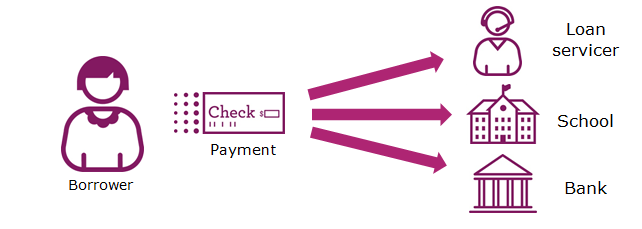 Borrower
Check $
Payment
Loan
servicer
School
Bank